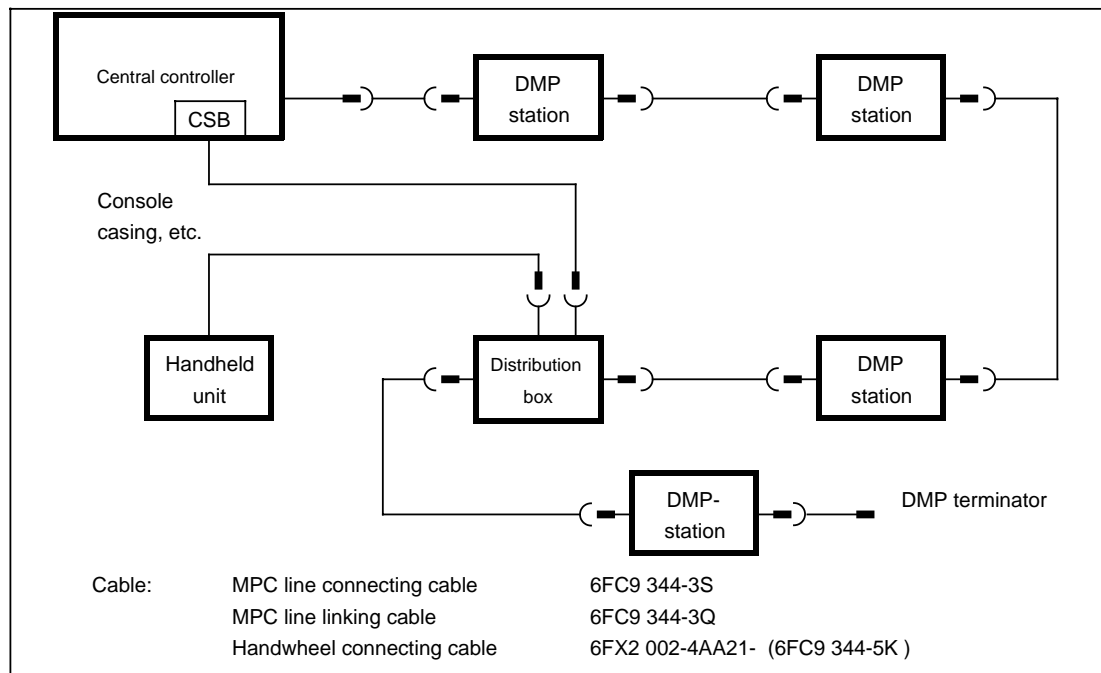 Central controller
CSB
DMP
station
DMP
station
Console
casing, etc.
Handheld
unit
Distribution
box
DMP
station
DMP-
station
DMP terminator
Cable: MPC line connecting cable 6FC9 344-3S
MPC line linking cable 6FC9 344-3Q
Handwheel connecting cable 6FX2 002-4AA21- (6FC9 344-5K )